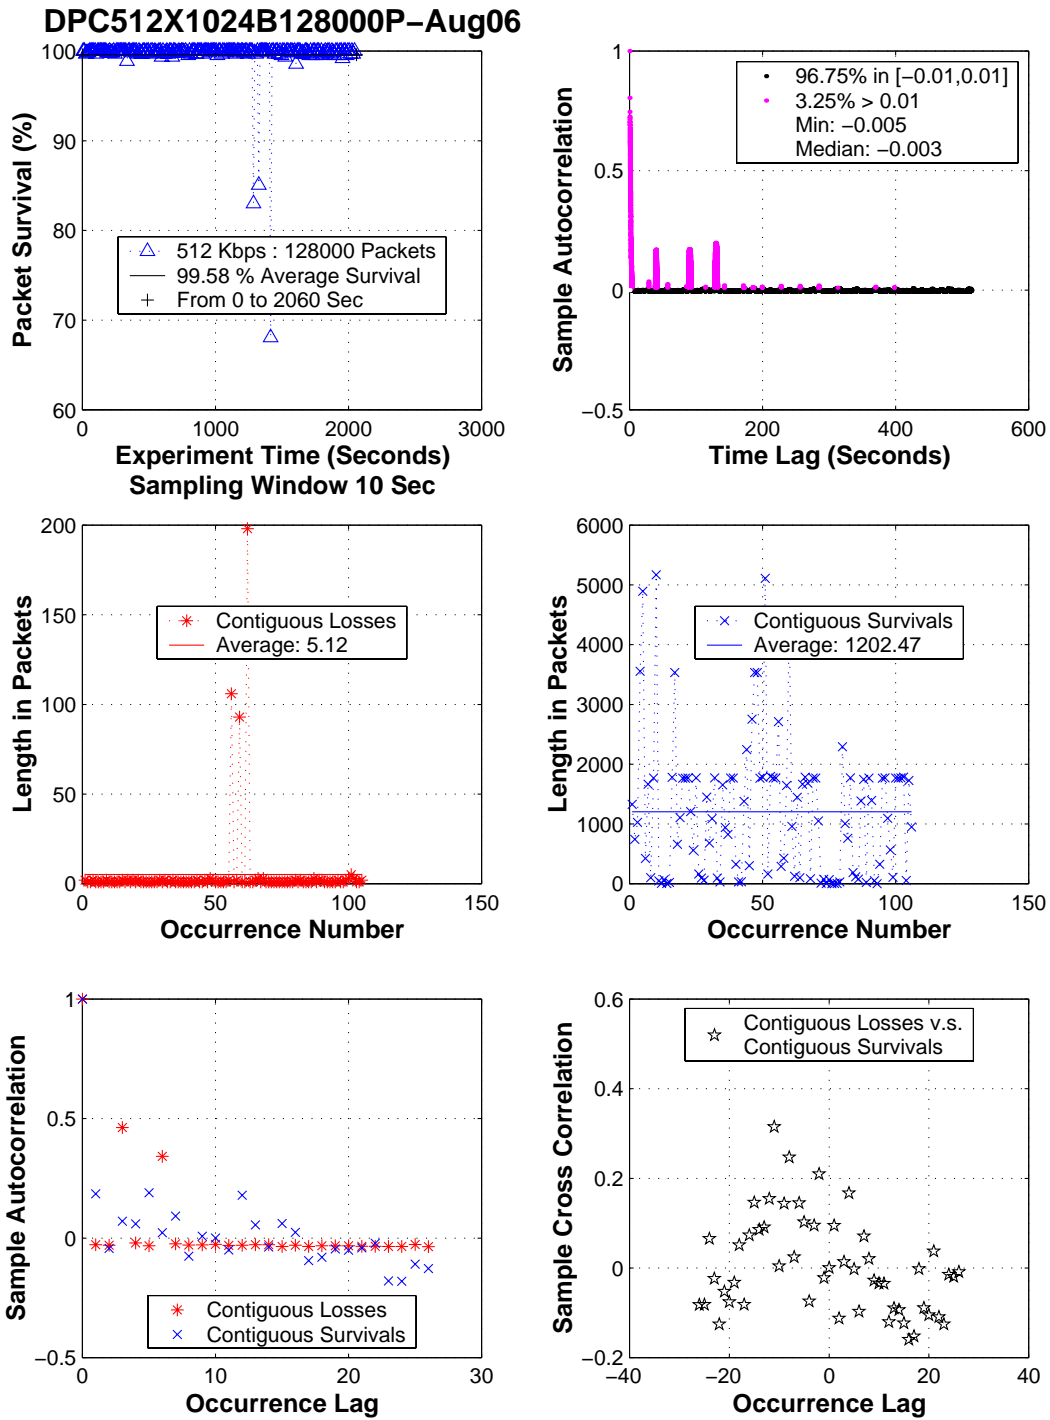 DPC512X1024B128000P−Aug06
100
90
80
70
60
0
1000
2000
3000
Packet Survival (%)
512 Kbps : 128000 Packets
99.58 % Average Survival
From 0 to 2060 Sec
Experiment Time (Seconds)
Sampling Window 10 Sec
1
0.5
0
−0.5
0
200
400
600
Sample Autocorrelation
96.75% in [−0.01,0.01]
3.25% > 0.01
Min: −0.005
Median: −0.003
Time Lag (Seconds)
200
150
100
50
0
0
50
100
150
Length in Packets
Contiguous Losses
Average: 5.12
Occurrence Number
6000
5000
4000
3000
2000
1000
0
0
50
100
150
Length in Packets
Contiguous Survivals
Average: 1202.47
Occurrence Number
1
0.5
0
−0.5
0
10
20
30
Sample Autocorrelation
Contiguous Losses
Contiguous Survivals
Occurrence Lag
0.6
0.4
0.2
0
−0.2
−40
−20
0
20
40
Sample Cross Correlation
Contiguous Losses v.s.
Contiguous Survivals
Occurrence Lag